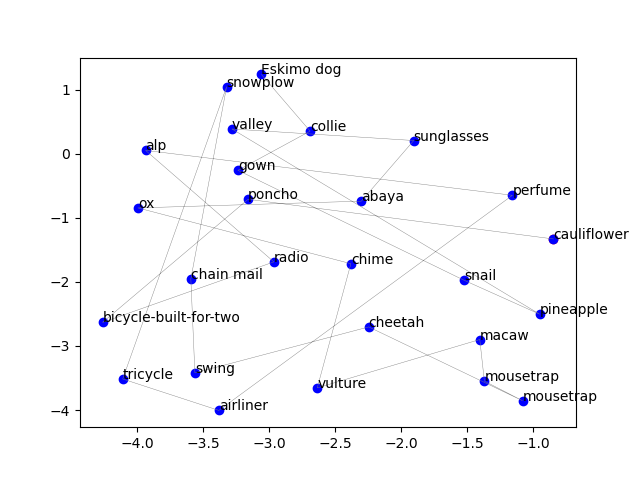 Eskimo dog
snowplow
valley
collie
sunglasses
alp
gown
poncho
abaya
perfume
ox
cauliflower
radio
chime
chain mail
snail
bicycle-built-for-two
pineapple
cheetah
macaw
tricycle
swing
vulture
mousetrap
airliner
mousetrap
1
0
−1
−2
−3
−4
−4.0 −3.5 −3.0 −2.5 −2.0 −1.5 −1.0